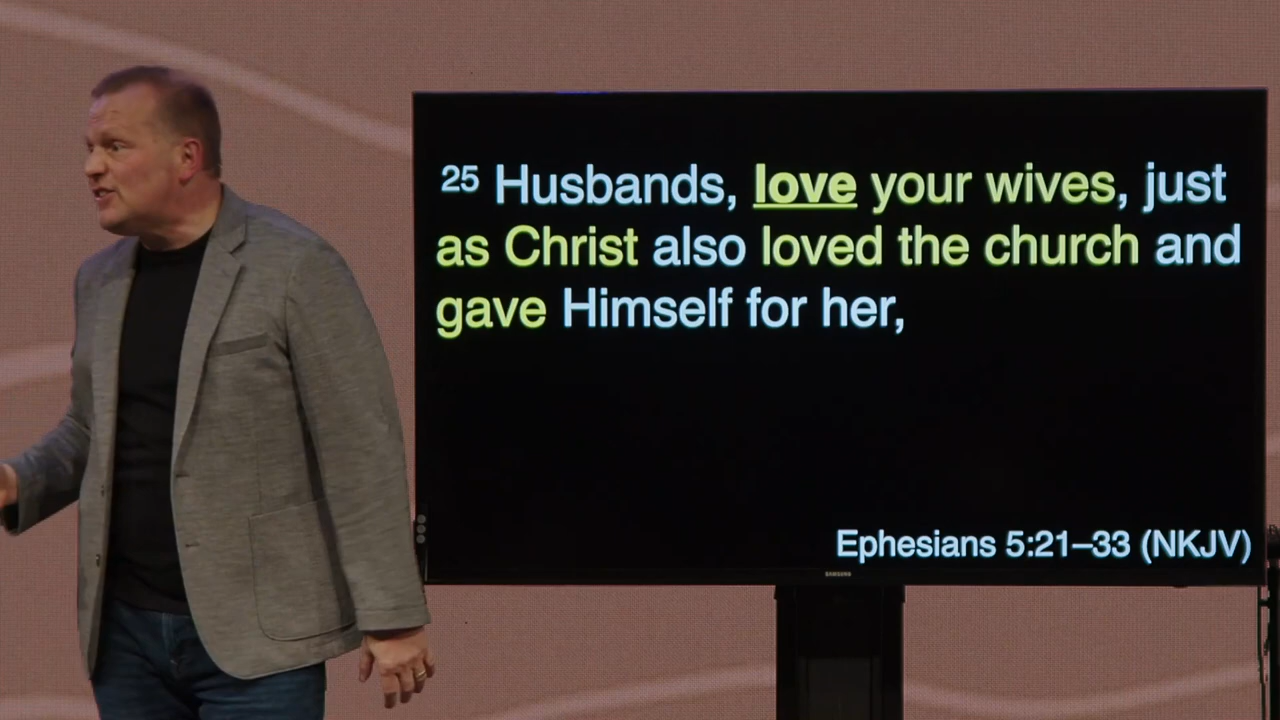 25 Husbands, love your wives, just
as Christ also loved the church and
gave Himself for her,
Ephesians 5:21–33 (NKJV)
SAMSUNG